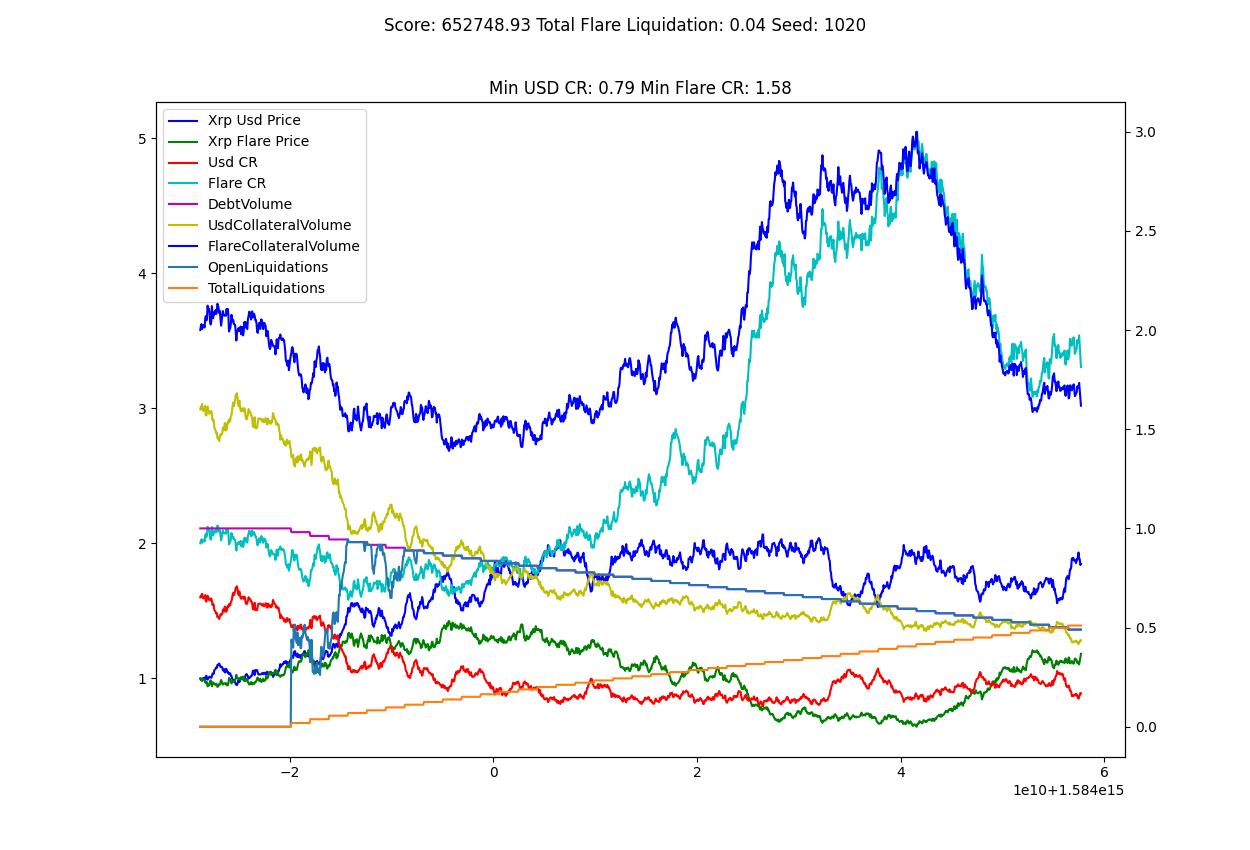 Score: 652748.93 Total Flare Liquidation: 0.04 Seed: 1020
Min USD CR: 0.79 Min Flare CR: 1.58
Xrp Usd Price
Xrp Flare Price
Usd CR
Flare CR
DebtVolume
UsdCollateralVolume
FlareCollateralVolume
OpenLiquidations
TotalLiquidations
5
4
3
2
1
3.0
2.5
2.0
1.5
1.0
0.5
0.0
−2 0 2 4 6
1e10+1.584e15